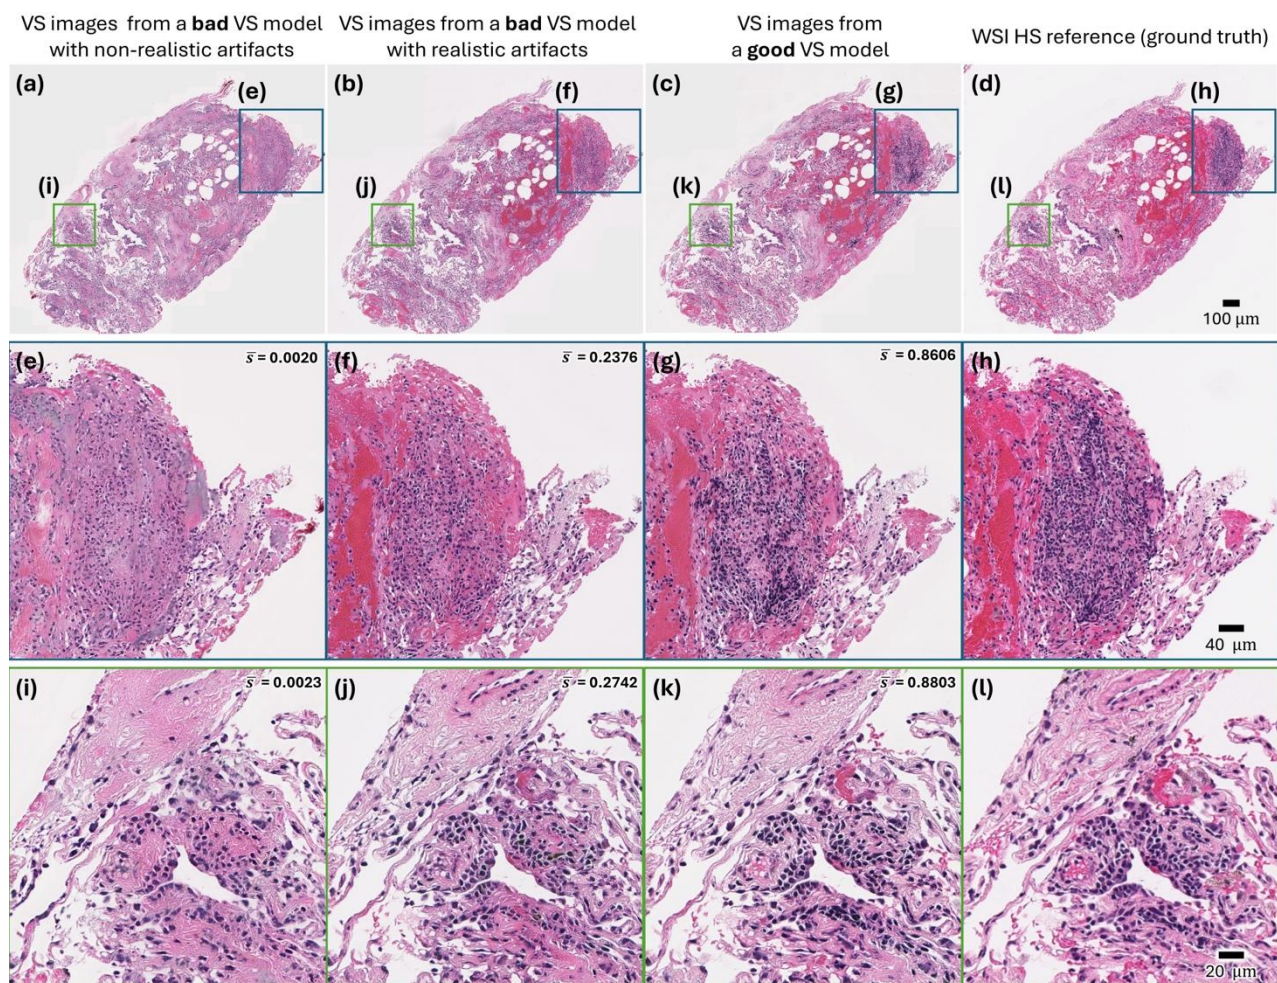 VS images from a bad VS model
with non-realistic artifacts
VS images from a bad VS model
with realistic artifacts
VS images from
a good VS model
WSI HS reference (ground truth)
(a)
(e)
(i)
(b)
(f)
(j)
(c)
(g)
(k)
(d)
(h)
(l)
100 μm
(e)
s̄ = 0.0020
(f)
s̄ = 0.2376
(g)
s̄ = 0.8606
(h)
40 μm
(i)
s̄ = 0.0023
(j)
s̄ = 0.2742
(k)
s̄ = 0.8803
(l)
20 μm